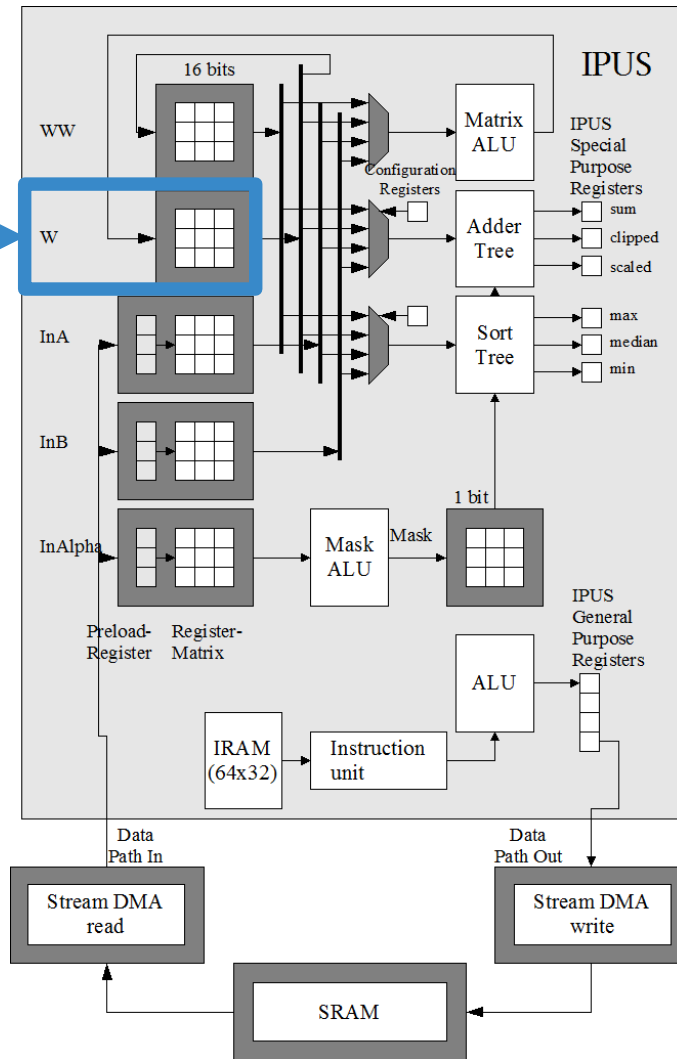 IPUS
16 bits
WW
Matrix
ALU
IPUS
Special
Purpose
Registers
Configuration
Registers
W
Adder
Tree
sum
clipped
scaled
InA
Sort
Tree
max
median
min
InB
1 bit
InAlpha
Mask
ALU
Mask
IPUS
General
Purpose
Registers
Preload-
Register
Register-
Matrix
ALU
IRAM
(64x32)
Instruction
unit
Data
Path In
Data
Path Out
Stream DMA
read
Stream DMA
write
SRAM